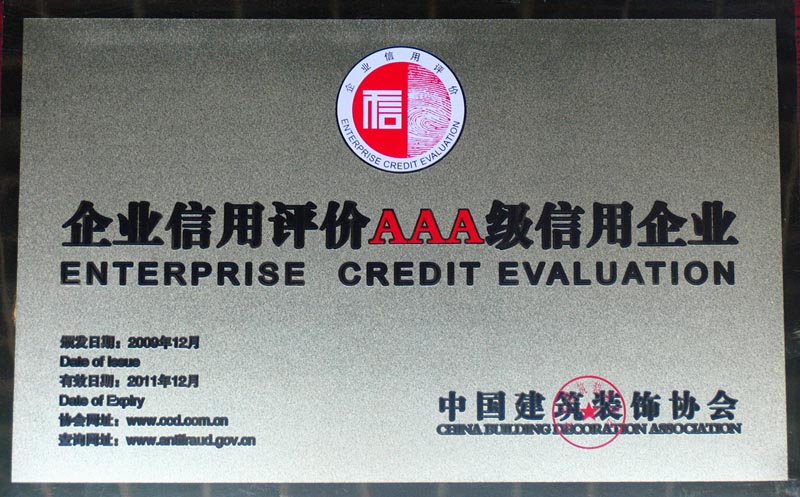 企业信用评价
信
ENTERPRISE CREDIT EVALUATION
企业信用评价AAA级信用企业
ENTERPRISE CREDIT EVALUATION
颁发日期：2009年12月
Date of Issue
有效日期：2011年12月
Date of Expiry
协会网址：www.ccd.com.cn
查询网址：www.antifraud.gov.cn
中国建筑装饰协会
CHINA BUILDING DECORATION ASSOCIATION